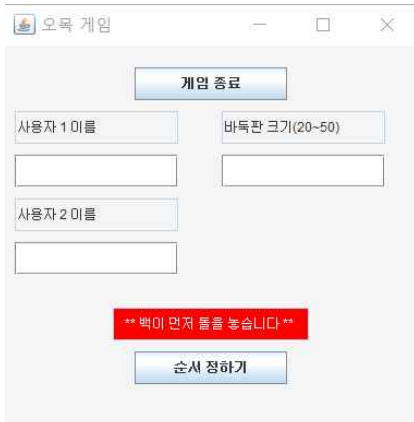 오목 게임
게임 종료
사용자 1 이름
바둑판 크기(20~50)
사용자 2 이름
** 백이 먼저 돌을 놓습니다 **
순서 정하기